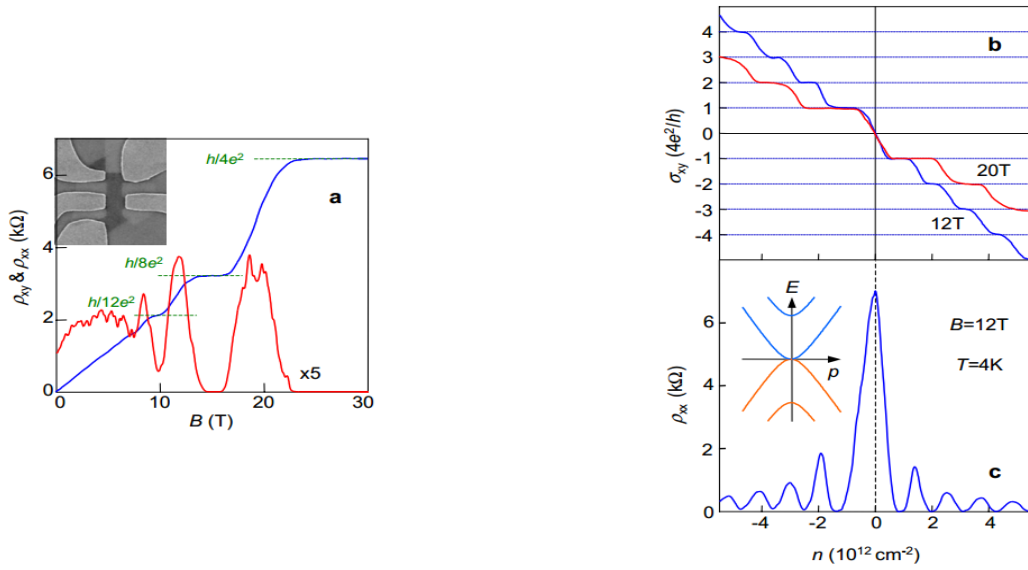 a
h/4e²
h/8e²
h/12e²
x5
ρxy & ρxx (kΩ)
6
4
2
0
0 10 20 30
B (T)
b
σxy (4e²/h)
4
3
2
1
0
-1
-2
-3
-4
20T
12T
c
E
p
B=12T
T=4K
ρxx (kΩ)
6
4
2
0
-4 -2 0 2 4
n (10¹² cm⁻²)